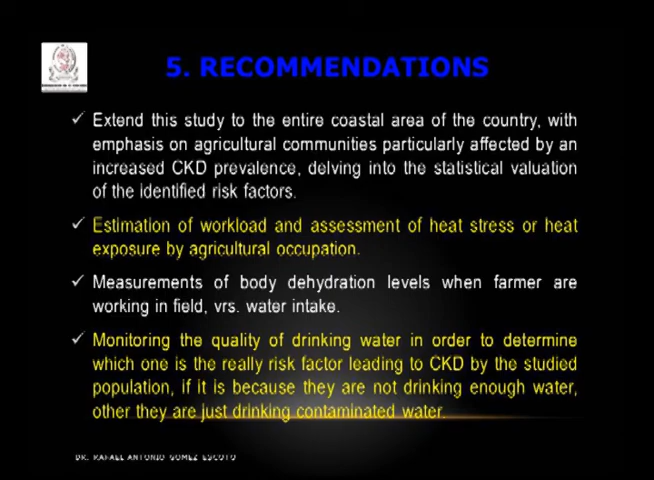 5. RECOMMENDATIONS
✓ Extend this study to the entire coastal area of the country, with
emphasis on agricultural communities particularly affected by an
increased CKD prevalence, delving into the statistical valuation
of the identified risk factors.
✓ Estimation of workload and assessment of heat stress or heat
exposure by agricultural occupation.
✓ Measurements of body dehydration levels when farmer are
working in field, vrs. water intake.
✓ Monitoring the quality of drinking water in order to determine
which one is the really risk factor leading to CKD by the studied
population, if it is because they are not drinking enough water,
other they are just drinking contaminated water.
DR. RAFAEL ANTONIO GOMEZ ESCOTO